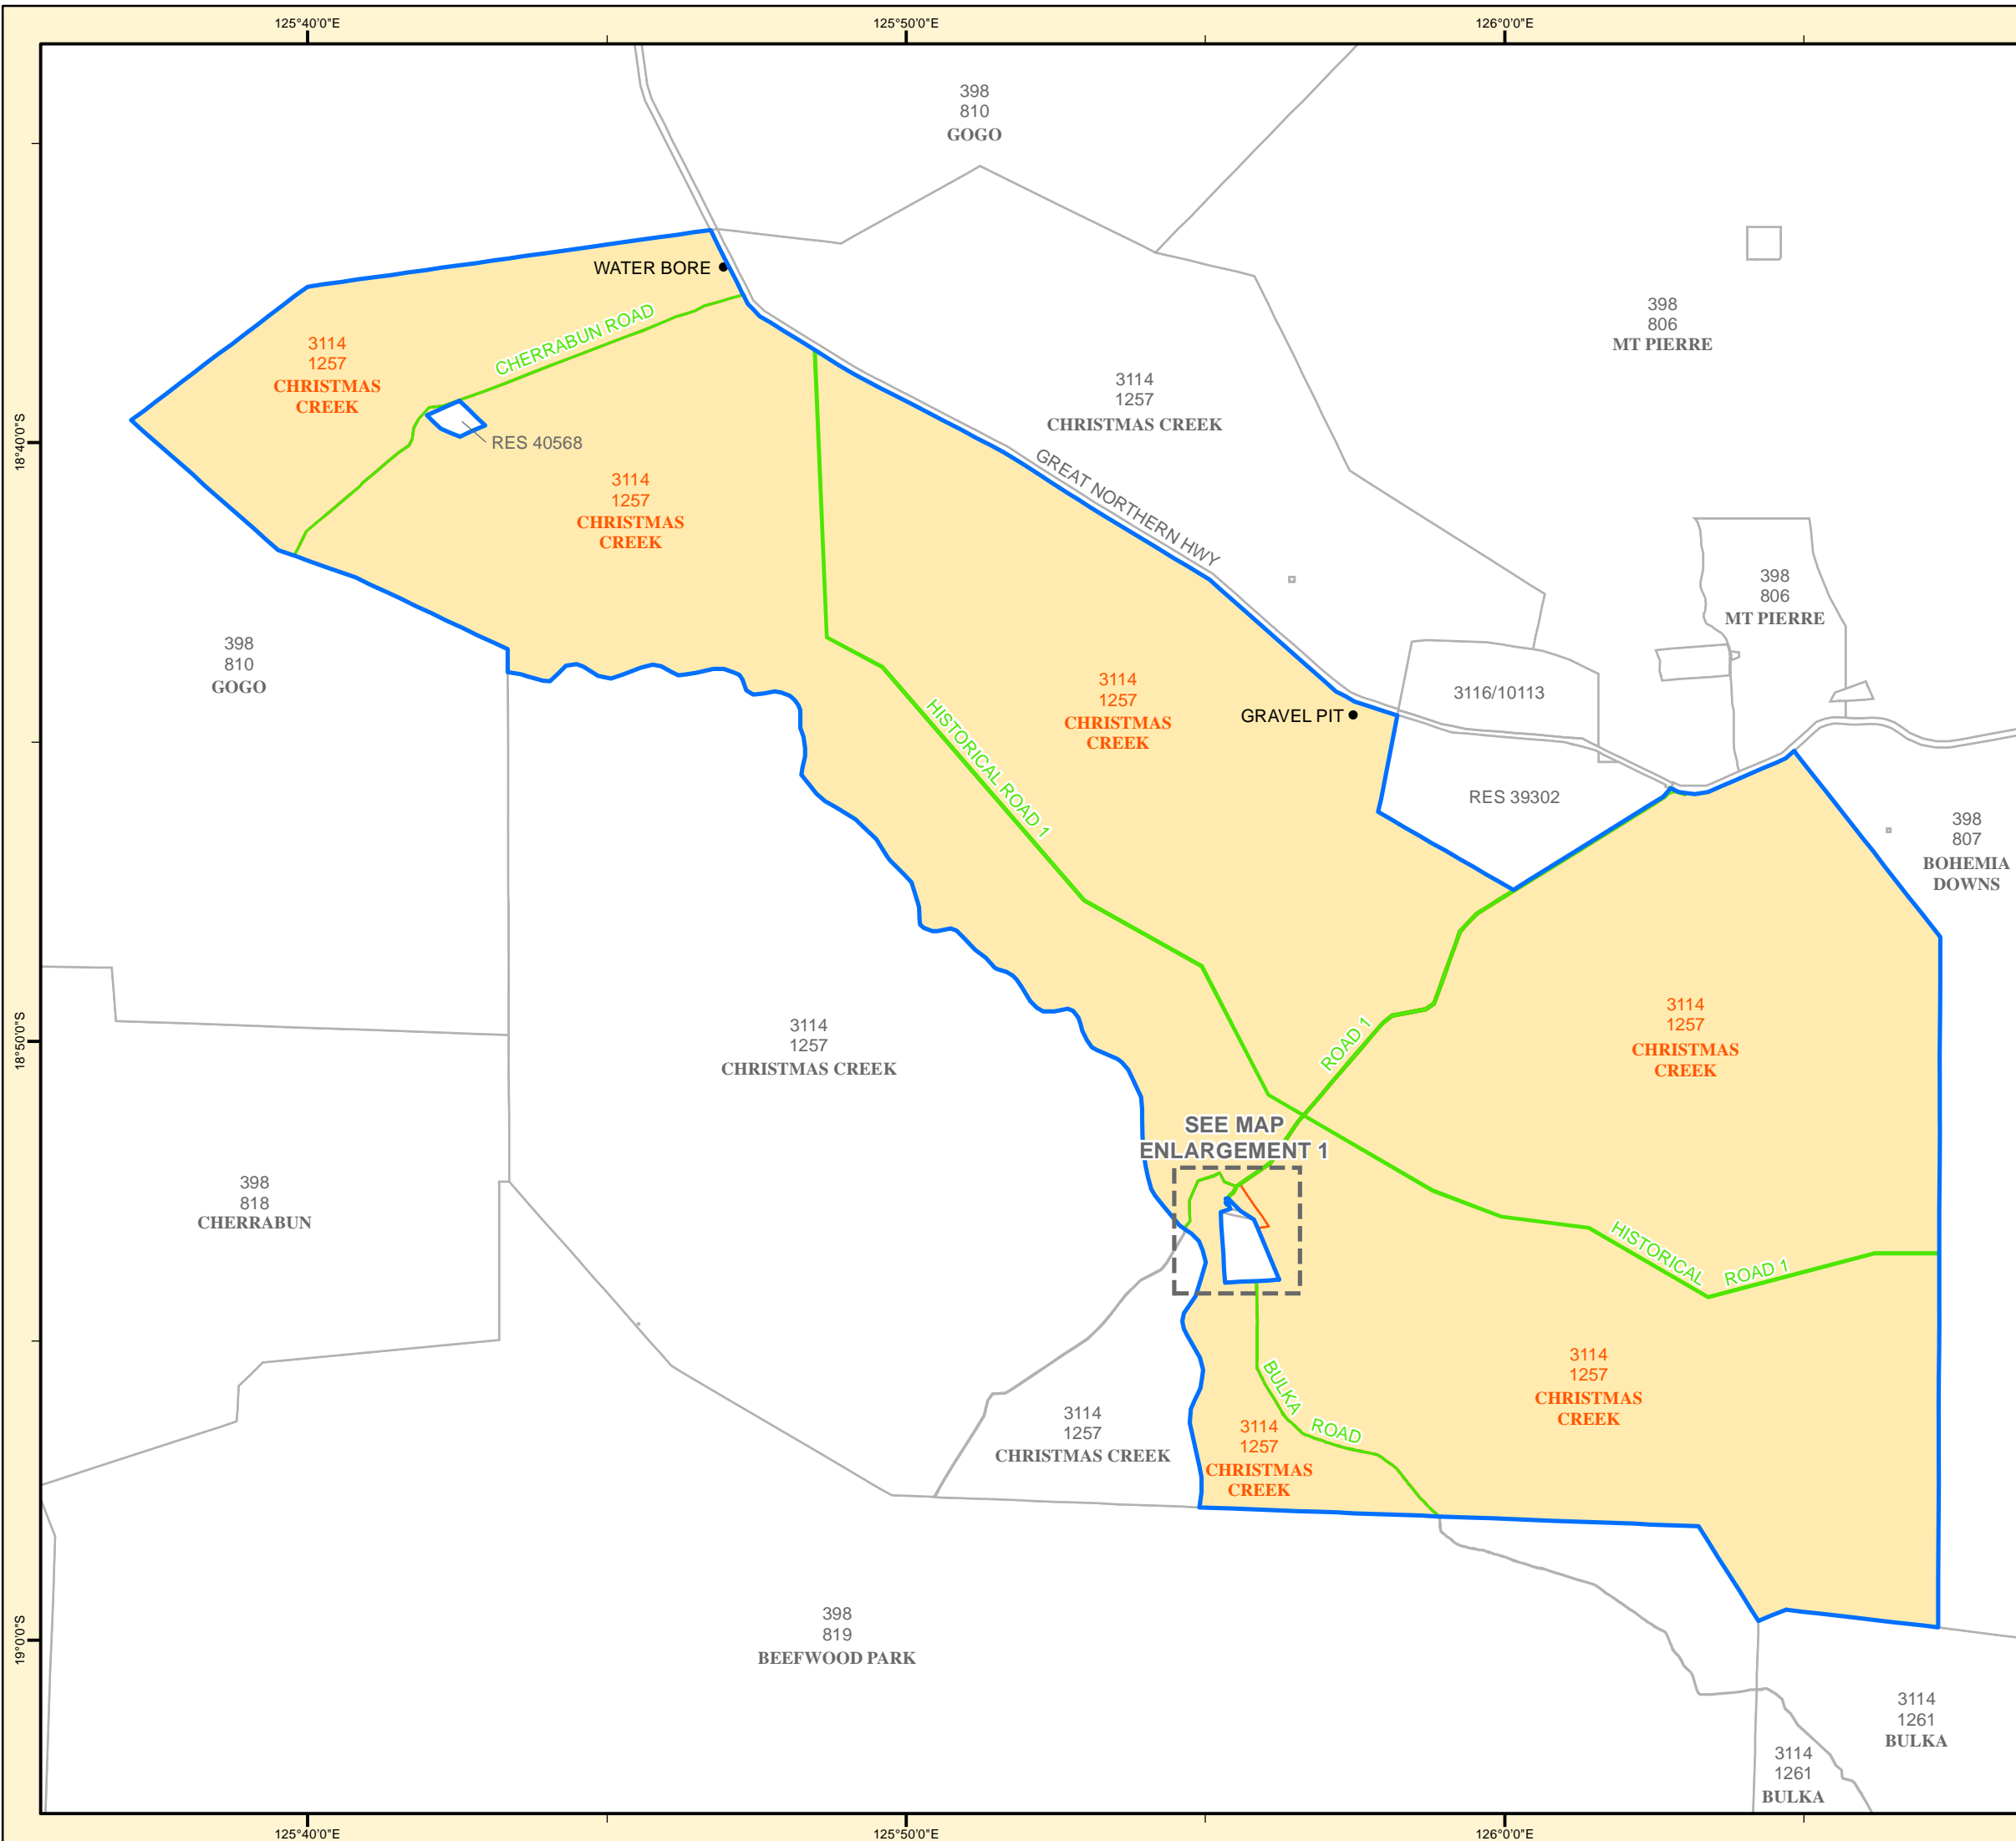 125°40'0"E
125°50'0"E
126°0'0"E
398
810
GOGO
WATER BORE
398
806
MT PIERRE
CHERRABUN ROAD
3114
1257
CHRISTMAS
CREEK
3114
1257
CHRISTMAS CREEK
18°40'0"S
RES 40568
GREAT NORTHERN HWY
3114
1257
CHRISTMAS
CREEK
398
806
MT PIERRE
398
810
GOGO
3114
1257
CHRISTMAS
CREEK
3116/10113
GRAVEL PIT
HISTORICAL ROAD 1
RES 39302
398
807
BOHEMIA
DOWNS
3114
1257
CHRISTMAS CREEK
18°50'0"S
ROAD 1
3114
1257
CHRISTMAS
CREEK
SEE MAP
ENLARGEMENT 1
398
818
CHERRABUN
HISTORICAL ROAD 1
3114
1257
CHRISTMAS
CREEK
BULKA ROAD
3114
1257
CHRISTMAS CREEK
3114
1257
CHRISTMAS
CREEK
398
819
BEEFWOOD PARK
19°0'0"S
3114
1261
BULKA
3114
1261
BULKA
125°40'0"E
125°50'0"E
126°0'0"E